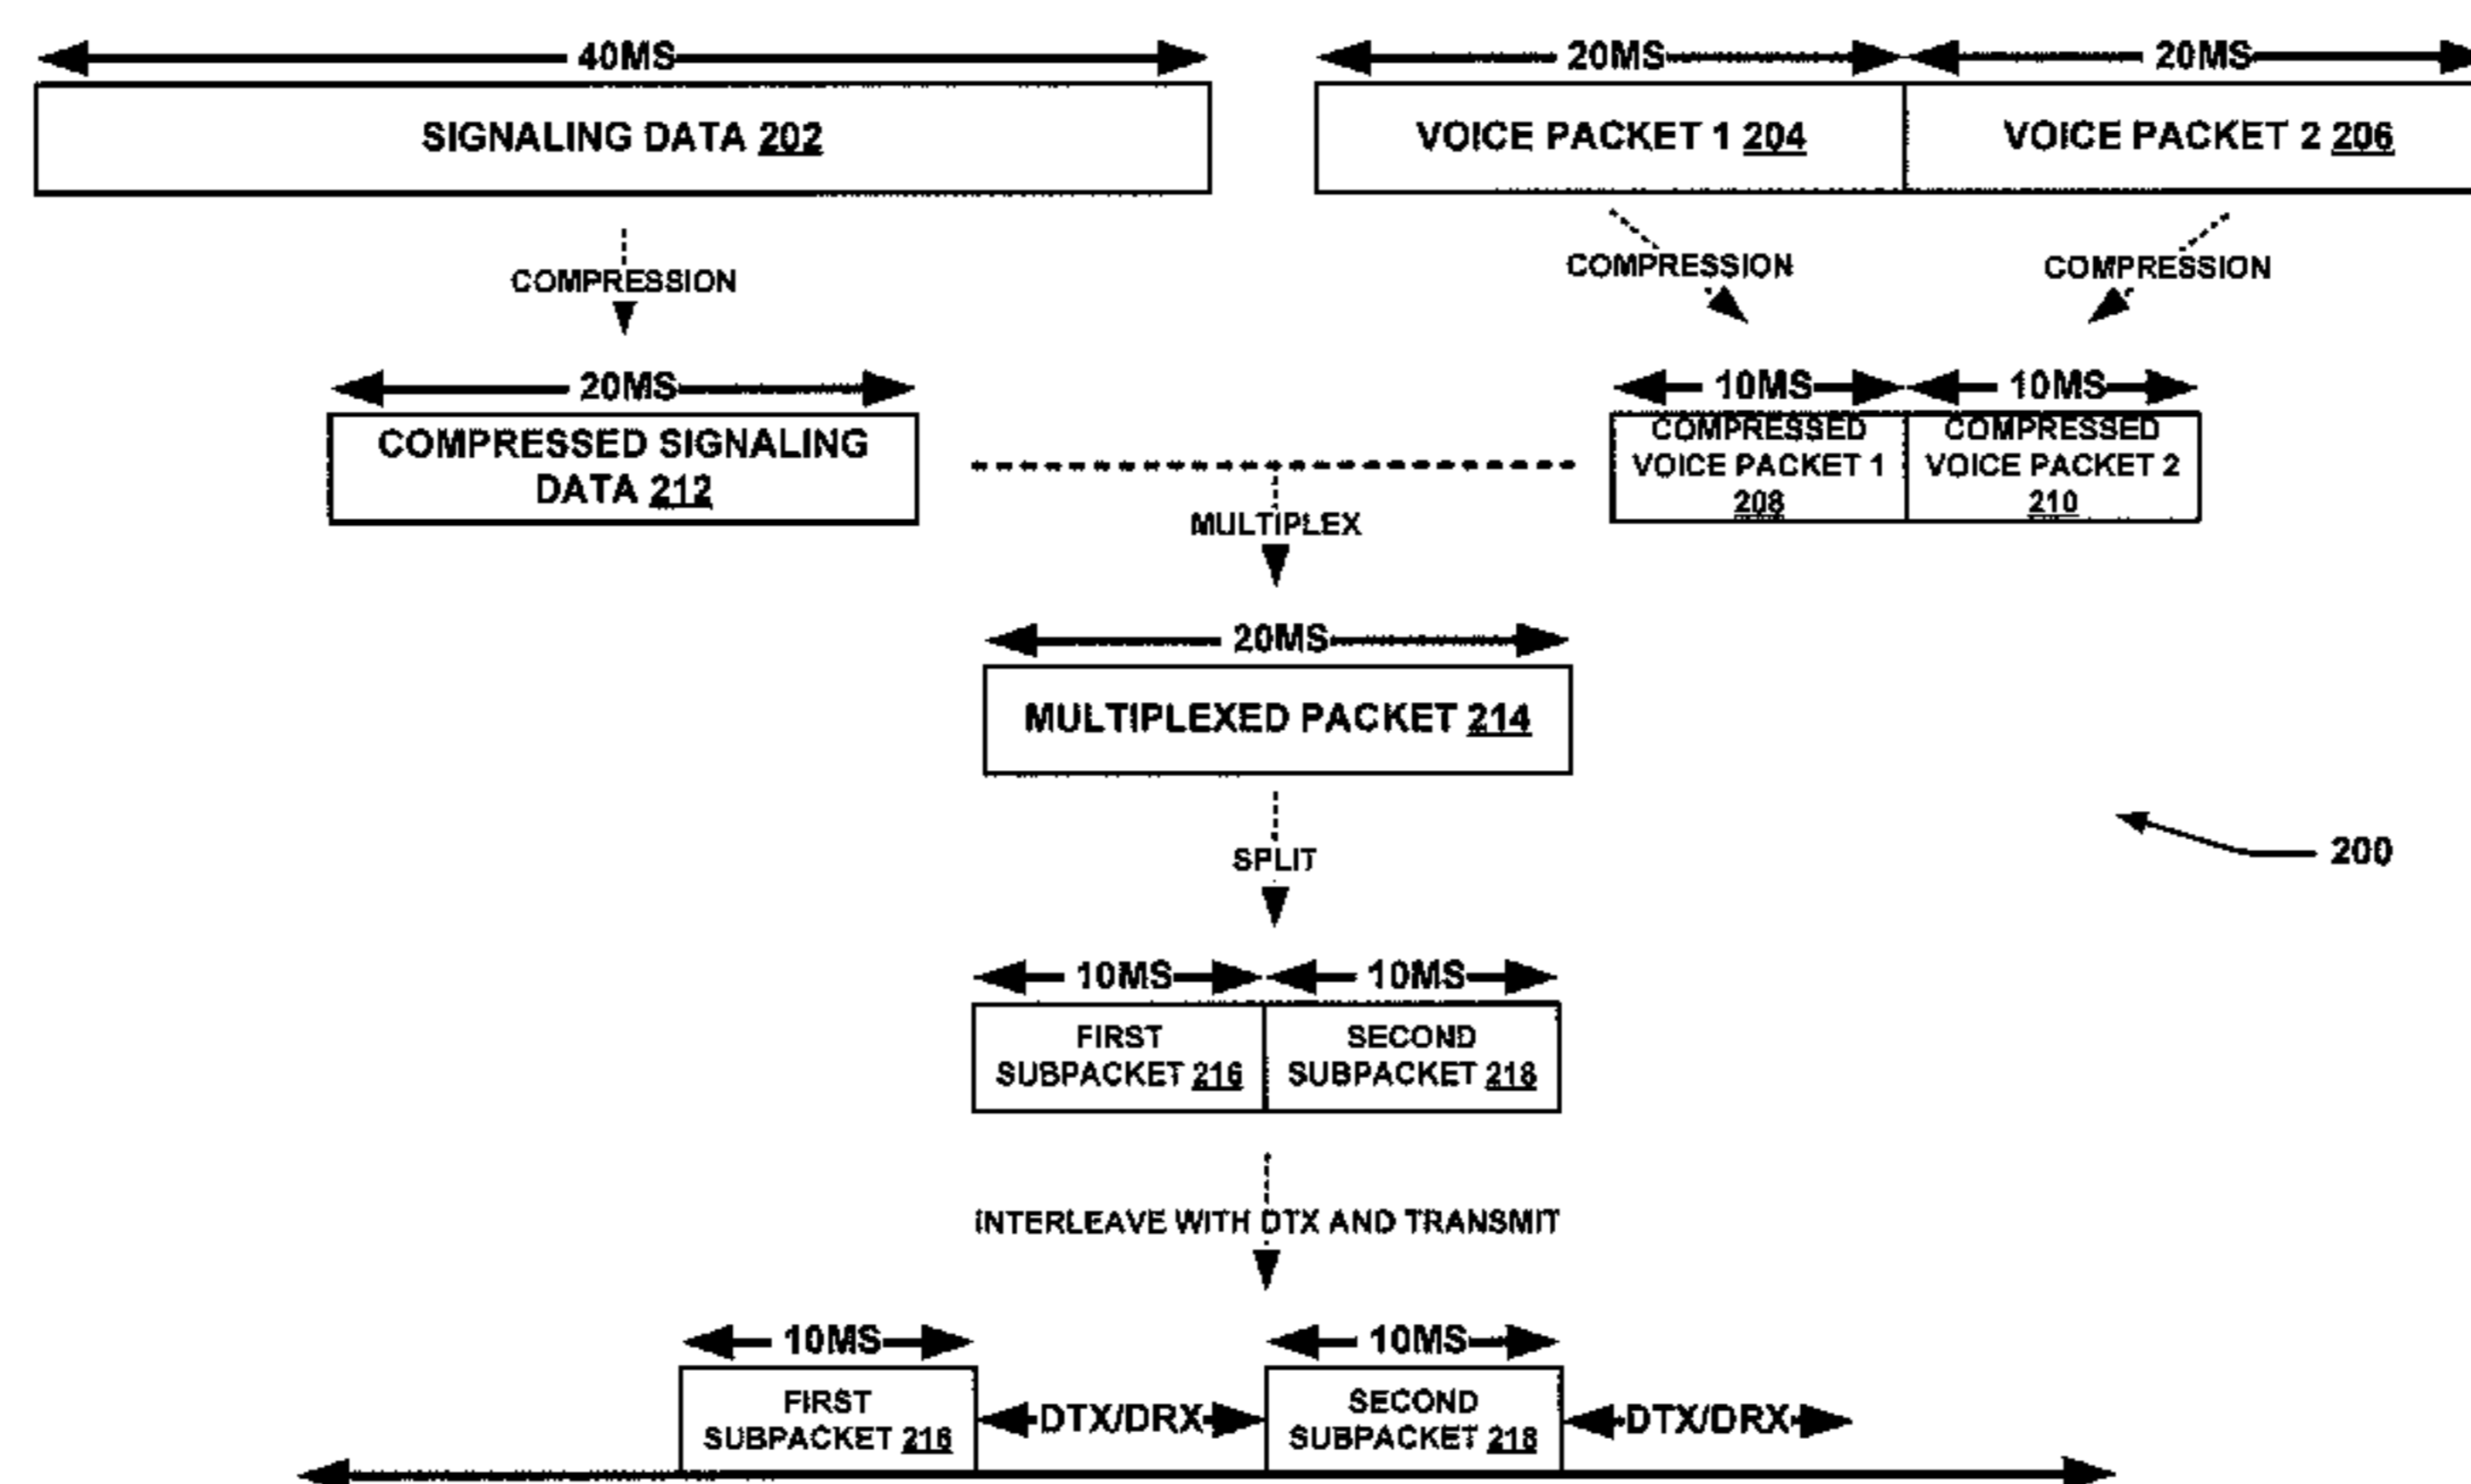 40MS
20MS
20MS
SIGNALING DATA 202
VOICE PACKET 1 204
VOICE PACKET 2 206
COMPRESSION
COMPRESSION
COMPRESSION
20MS
10MS
10MS
COMPRESSED SIGNALING
DATA 212
COMPRESSED
VOICE PACKET 1
208
COMPRESSED
VOICE PACKET 2
210
MULTIPLEX
20MS
MULTIPLEXED PACKET 214
SPLIT
200
10MS
10MS
FIRST
SUBPACKET 216
SECOND
SUBPACKET 218
INTERLEAVE WITH DTX AND TRANSMIT
10MS
10MS
FIRST
SUBPACKET 216
DTX/DRX
SECOND
SUBPACKET 218
DTX/DRX